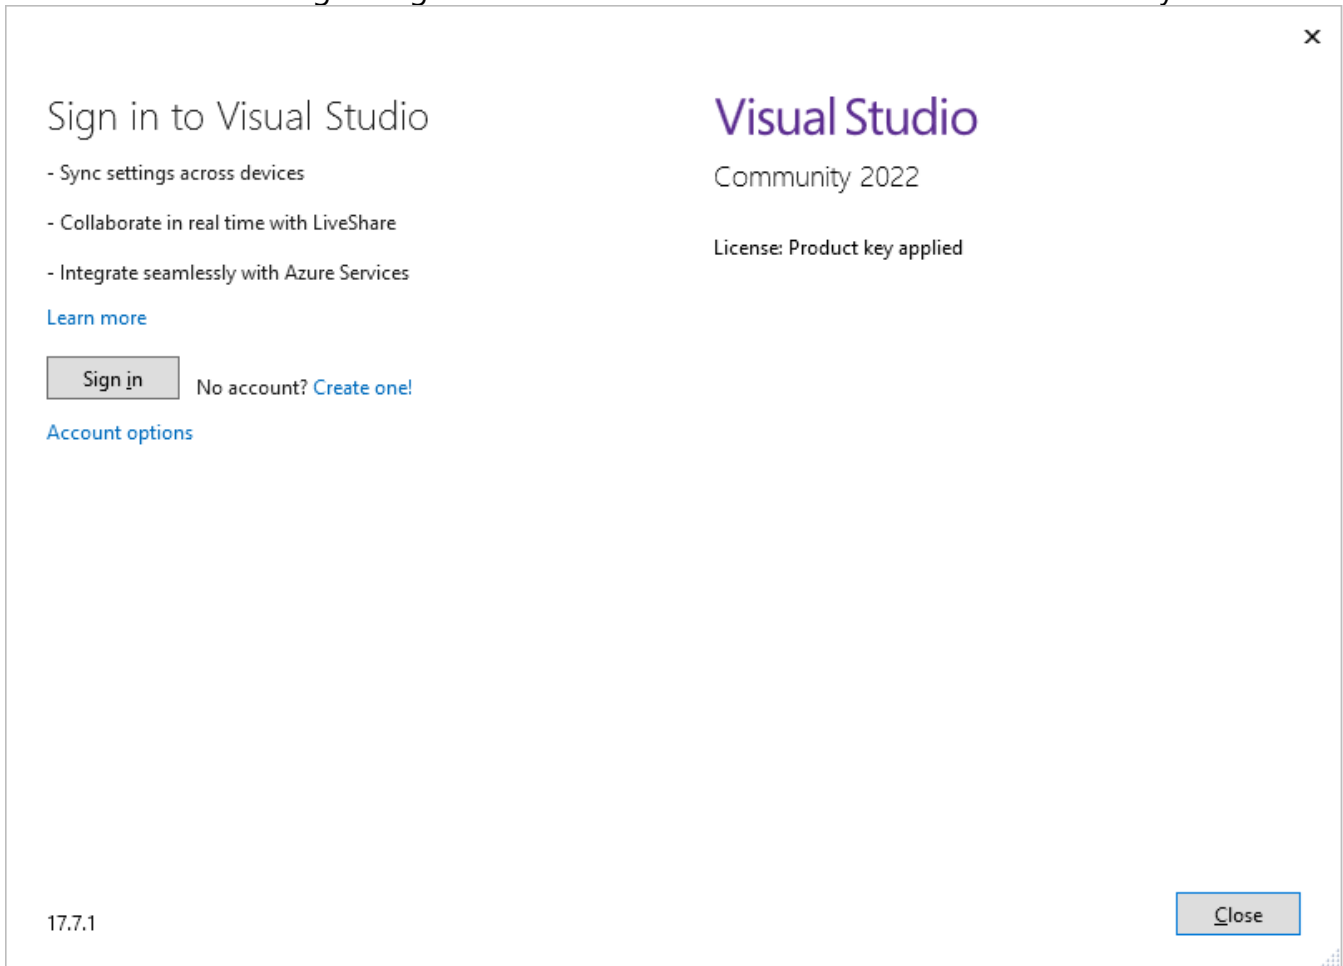 Sign in to Visual Studio
- Sync settings across devices
- Collaborate in real time with LiveShare
- Integrate seamlessly with Azure Services
Learn more
Sign in
No account? Create one!
Account options
17.7.1
Visual Studio
Community 2022
License: Product key applied
Close